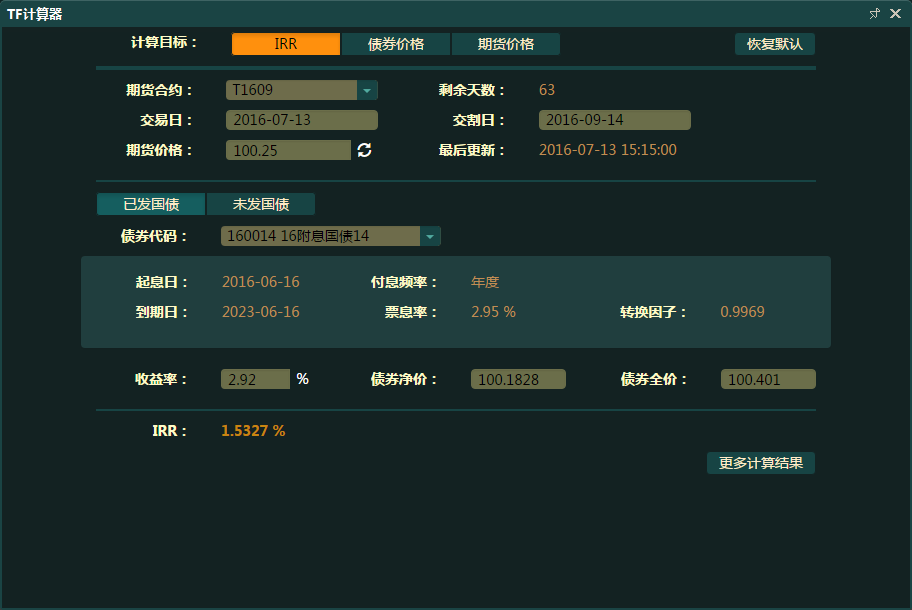 TF计算器
计算目标： IRR 债券价格 期货价格 恢复默认
期货合约： T1609 剩余天数： 63
交易日： 2016-07-13 交割日： 2016-09-14
期货价格： 100.25 最后更新： 2016-07-13 15:15:00
已发国债 未发国债
债券代码： 160014 16附息国债14
起息日： 2016-06-16 付息频率： 年度
到期日： 2023-06-16 票息率： 2.95 % 转换因子： 0.9969
收益率： 2.92 % 债券净价： 100.1828 债券全价： 100.401
IRR： 1.5327 %
更多计算结果